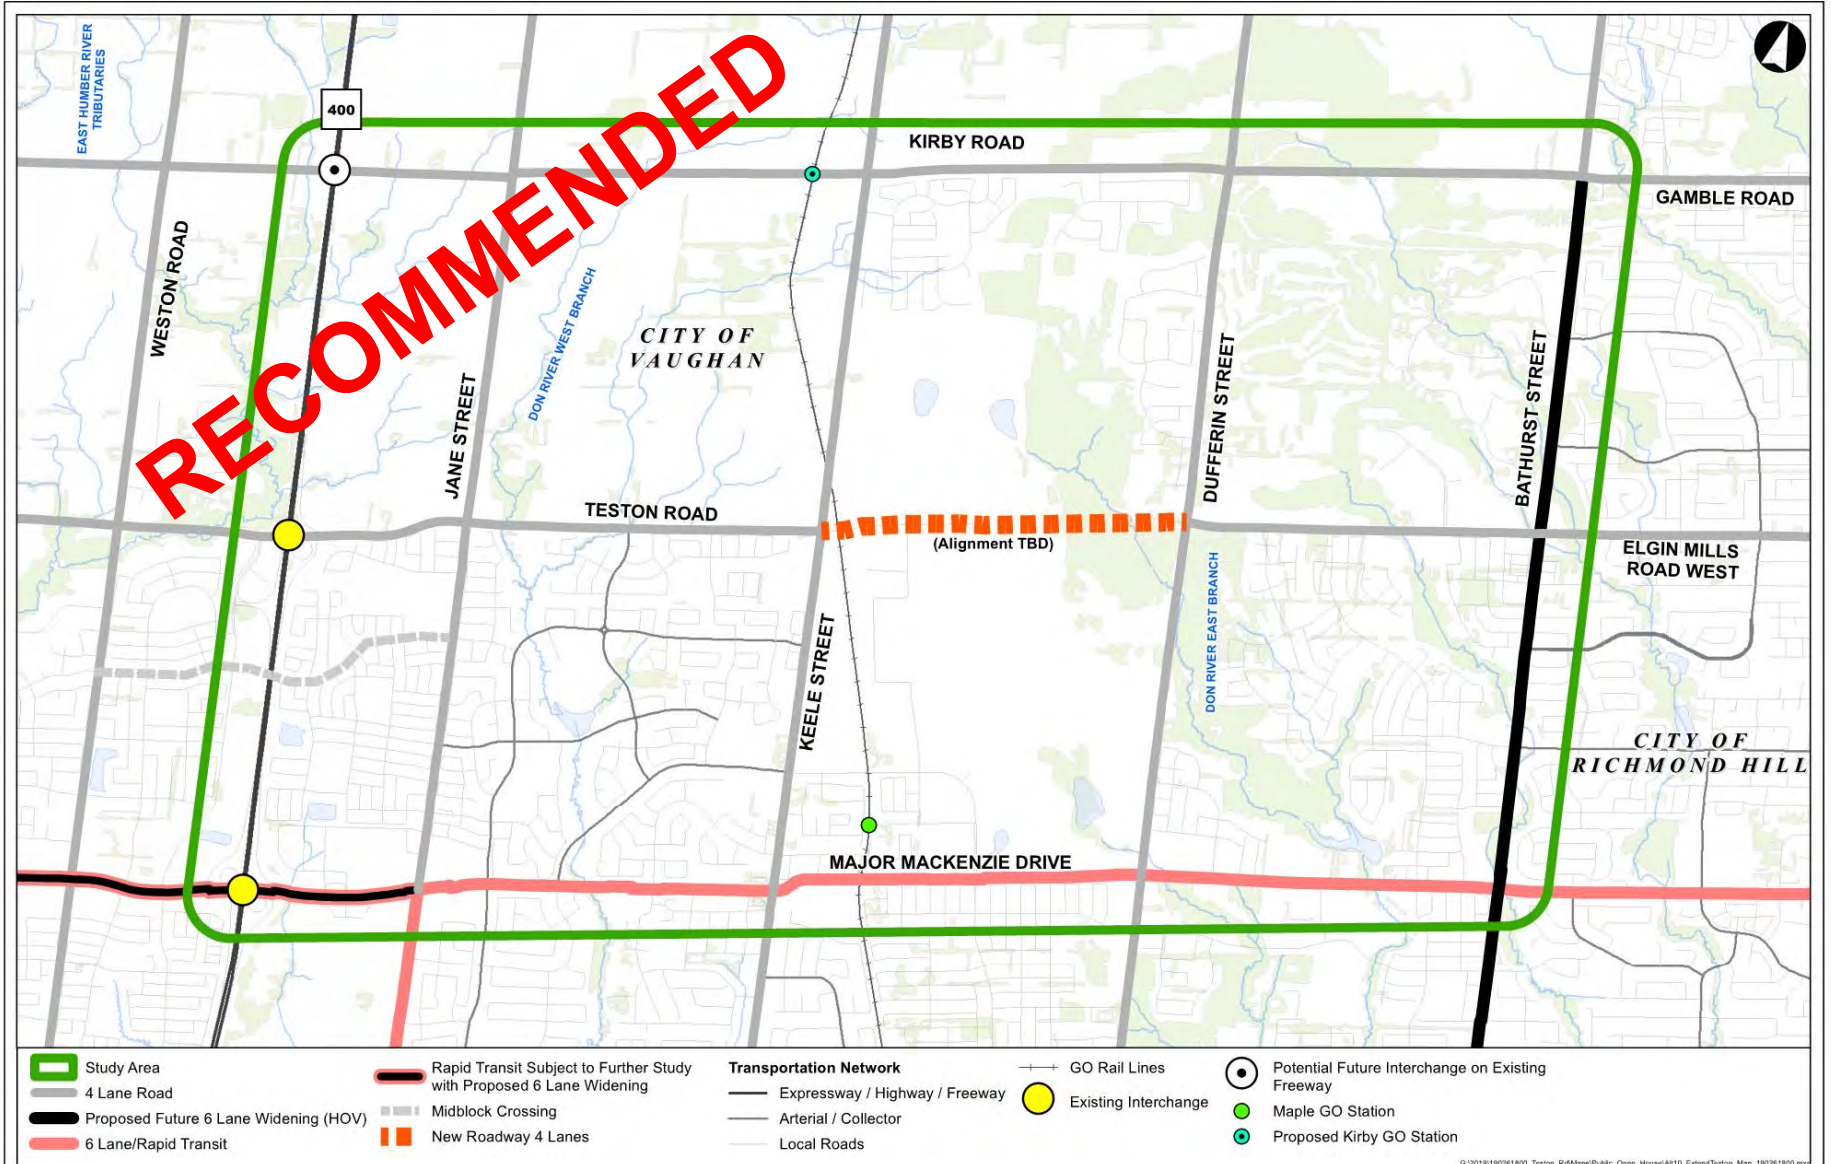 EAST HUMBER RIVER
TRIBUTARIES
400
RECOMMENDED
KIRBY ROAD
GAMBLE ROAD
WESTON ROAD
DON RIVER WEST BRANCH
CITY OF
VAUGHAN
JANE STREET
DUFFERIN STREET
BATHURST STREET
TESTON ROAD
(Alignment TBD)
ELGIN MILLS
ROAD WEST
DON RIVER EAST BRANCH
KEELE STREET
CITY OF
RICHMOND HILL
MAJOR MACKENZIE DRIVE
Study Area
4 Lane Road
Proposed Future 6 Lane Widening (HOV)
6 Lane/Rapid Transit
Rapid Transit Subject to Further Study
with Proposed 6 Lane Widening
Midblock Crossing
New Roadway 4 Lanes
Transportation Network
Expressway / Highway / Freeway
Arterial / Collector
Local Roads
GO Rail Lines
Existing Interchange
Potential Future Interchange on Existing
Freeway
Maple GO Station
Proposed Kirby GO Station